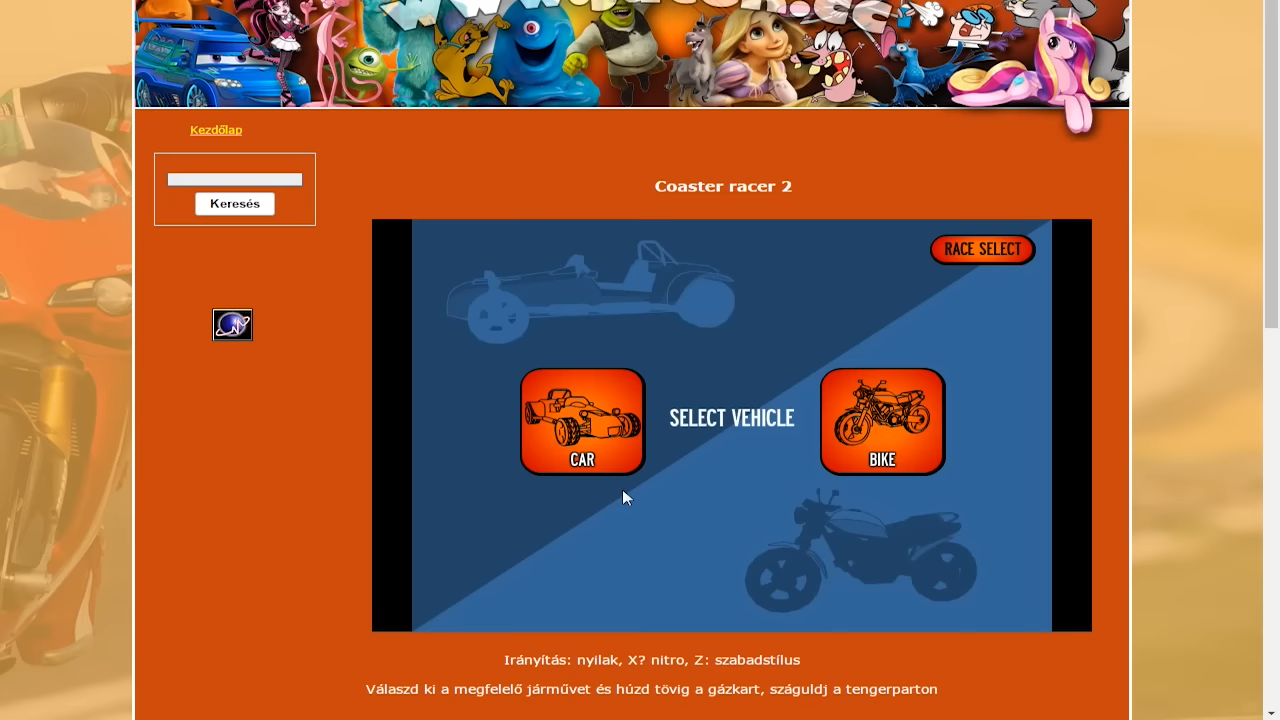 Kezdőlap
Keresés
Coaster racer 2
RACE SELECT
SELECT VEHICLE
CAR
BIKE
Irányítás: nyilak, X? nitro, Z: szabadstílus
Válaszd ki a megfelelő járművet és húzd tövig a gázkart, száguldj a tengerparton